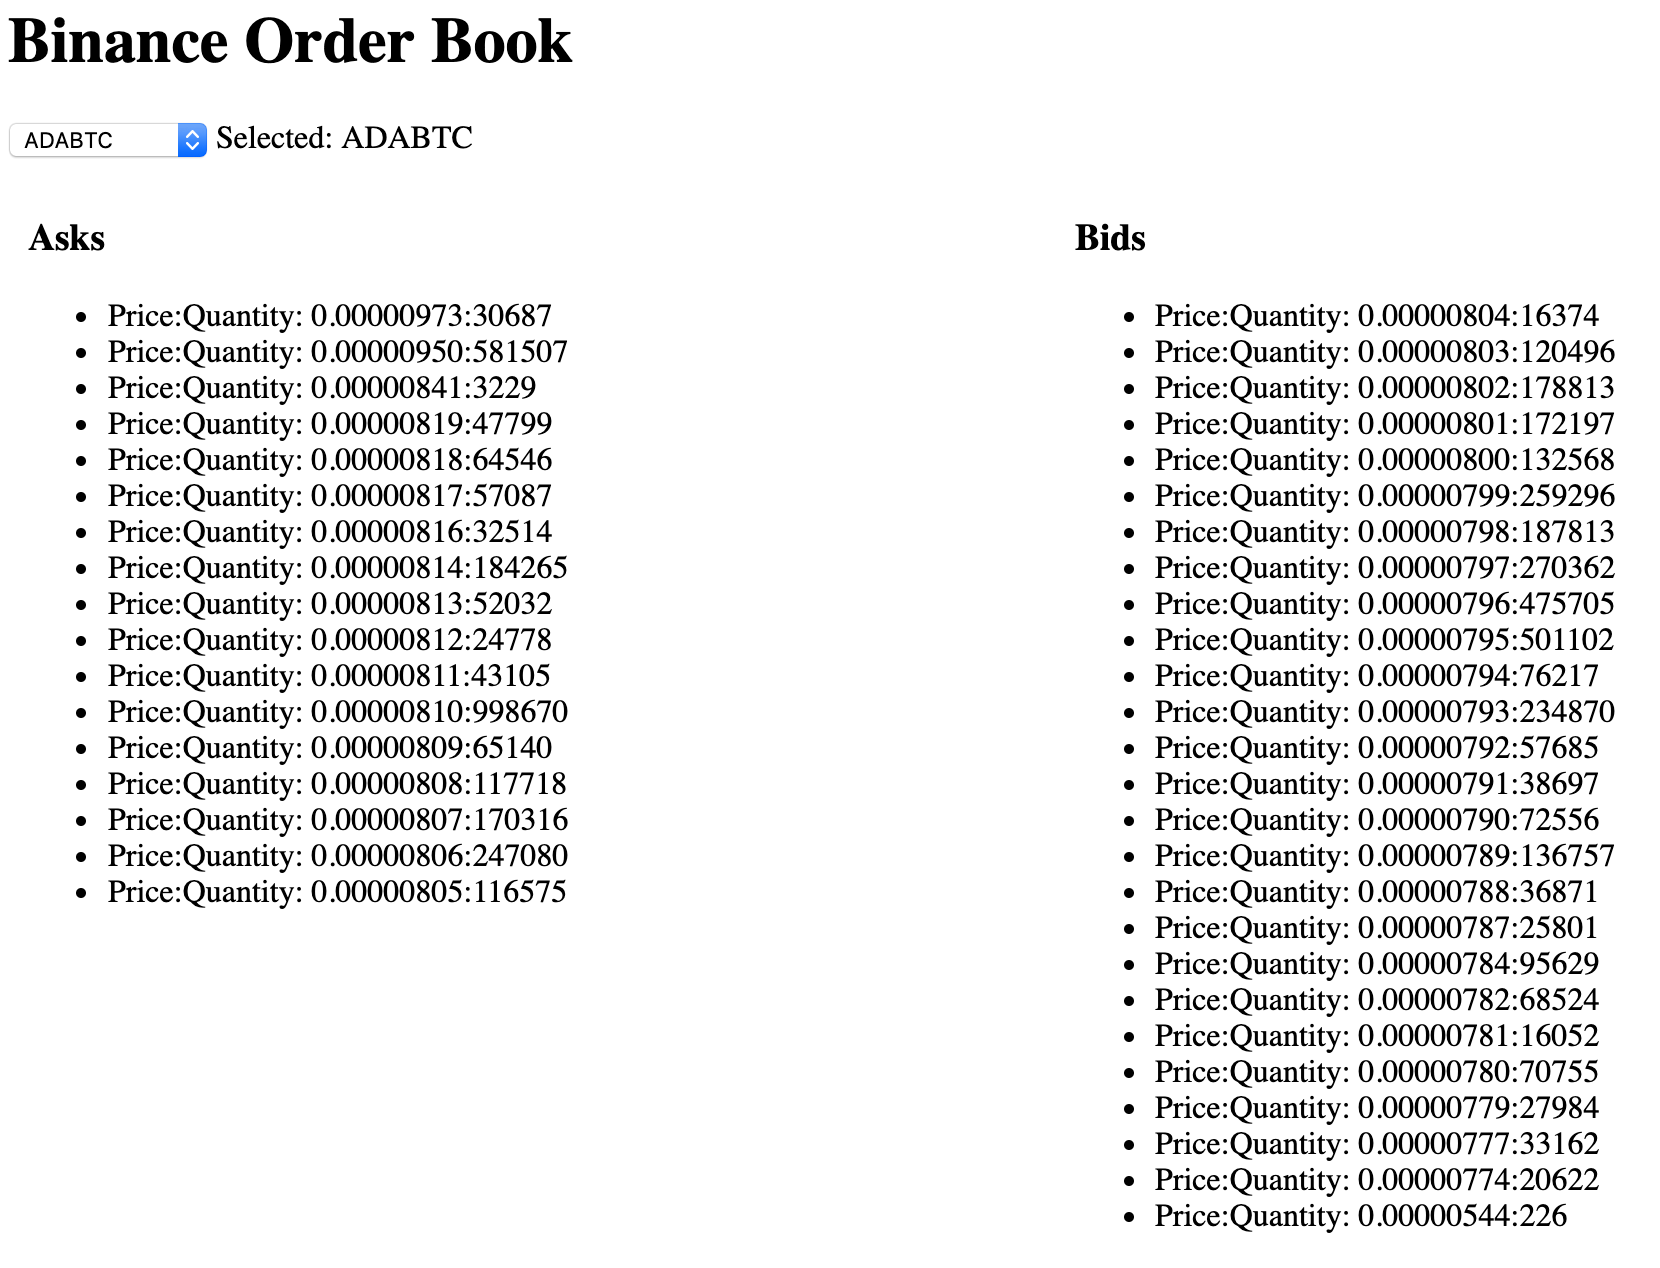 Binance Order Book
ADABTC Selected: ADABTC
Asks
Price:Quantity: 0.00000973:30687
Price:Quantity: 0.00000950:581507
Price:Quantity: 0.00000841:3229
Price:Quantity: 0.00000819:47799
Price:Quantity: 0.00000818:64546
Price:Quantity: 0.00000817:57087
Price:Quantity: 0.00000816:32514
Price:Quantity: 0.00000814:184265
Price:Quantity: 0.00000813:52032
Price:Quantity: 0.00000812:24778
Price:Quantity: 0.00000811:43105
Price:Quantity: 0.00000810:998670
Price:Quantity: 0.00000809:65140
Price:Quantity: 0.00000808:117718
Price:Quantity: 0.00000807:170316
Price:Quantity: 0.00000806:247080
Price:Quantity: 0.00000805:116575
Bids
Price:Quantity: 0.00000804:16374
Price:Quantity: 0.00000803:120496
Price:Quantity: 0.00000802:178813
Price:Quantity: 0.00000801:172197
Price:Quantity: 0.00000800:132568
Price:Quantity: 0.00000799:259296
Price:Quantity: 0.00000798:187813
Price:Quantity: 0.00000797:270362
Price:Quantity: 0.00000796:475705
Price:Quantity: 0.00000795:501102
Price:Quantity: 0.00000794:76217
Price:Quantity: 0.00000793:234870
Price:Quantity: 0.00000792:57685
Price:Quantity: 0.00000791:38697
Price:Quantity: 0.00000790:72556
Price:Quantity: 0.00000789:136757
Price:Quantity: 0.00000788:36871
Price:Quantity: 0.00000787:25801
Price:Quantity: 0.00000784:95629
Price:Quantity: 0.00000782:68524
Price:Quantity: 0.00000781:16052
Price:Quantity: 0.00000780:70755
Price:Quantity: 0.00000779:27984
Price:Quantity: 0.00000777:33162
Price:Quantity: 0.00000774:20622
Price:Quantity: 0.00000544:226